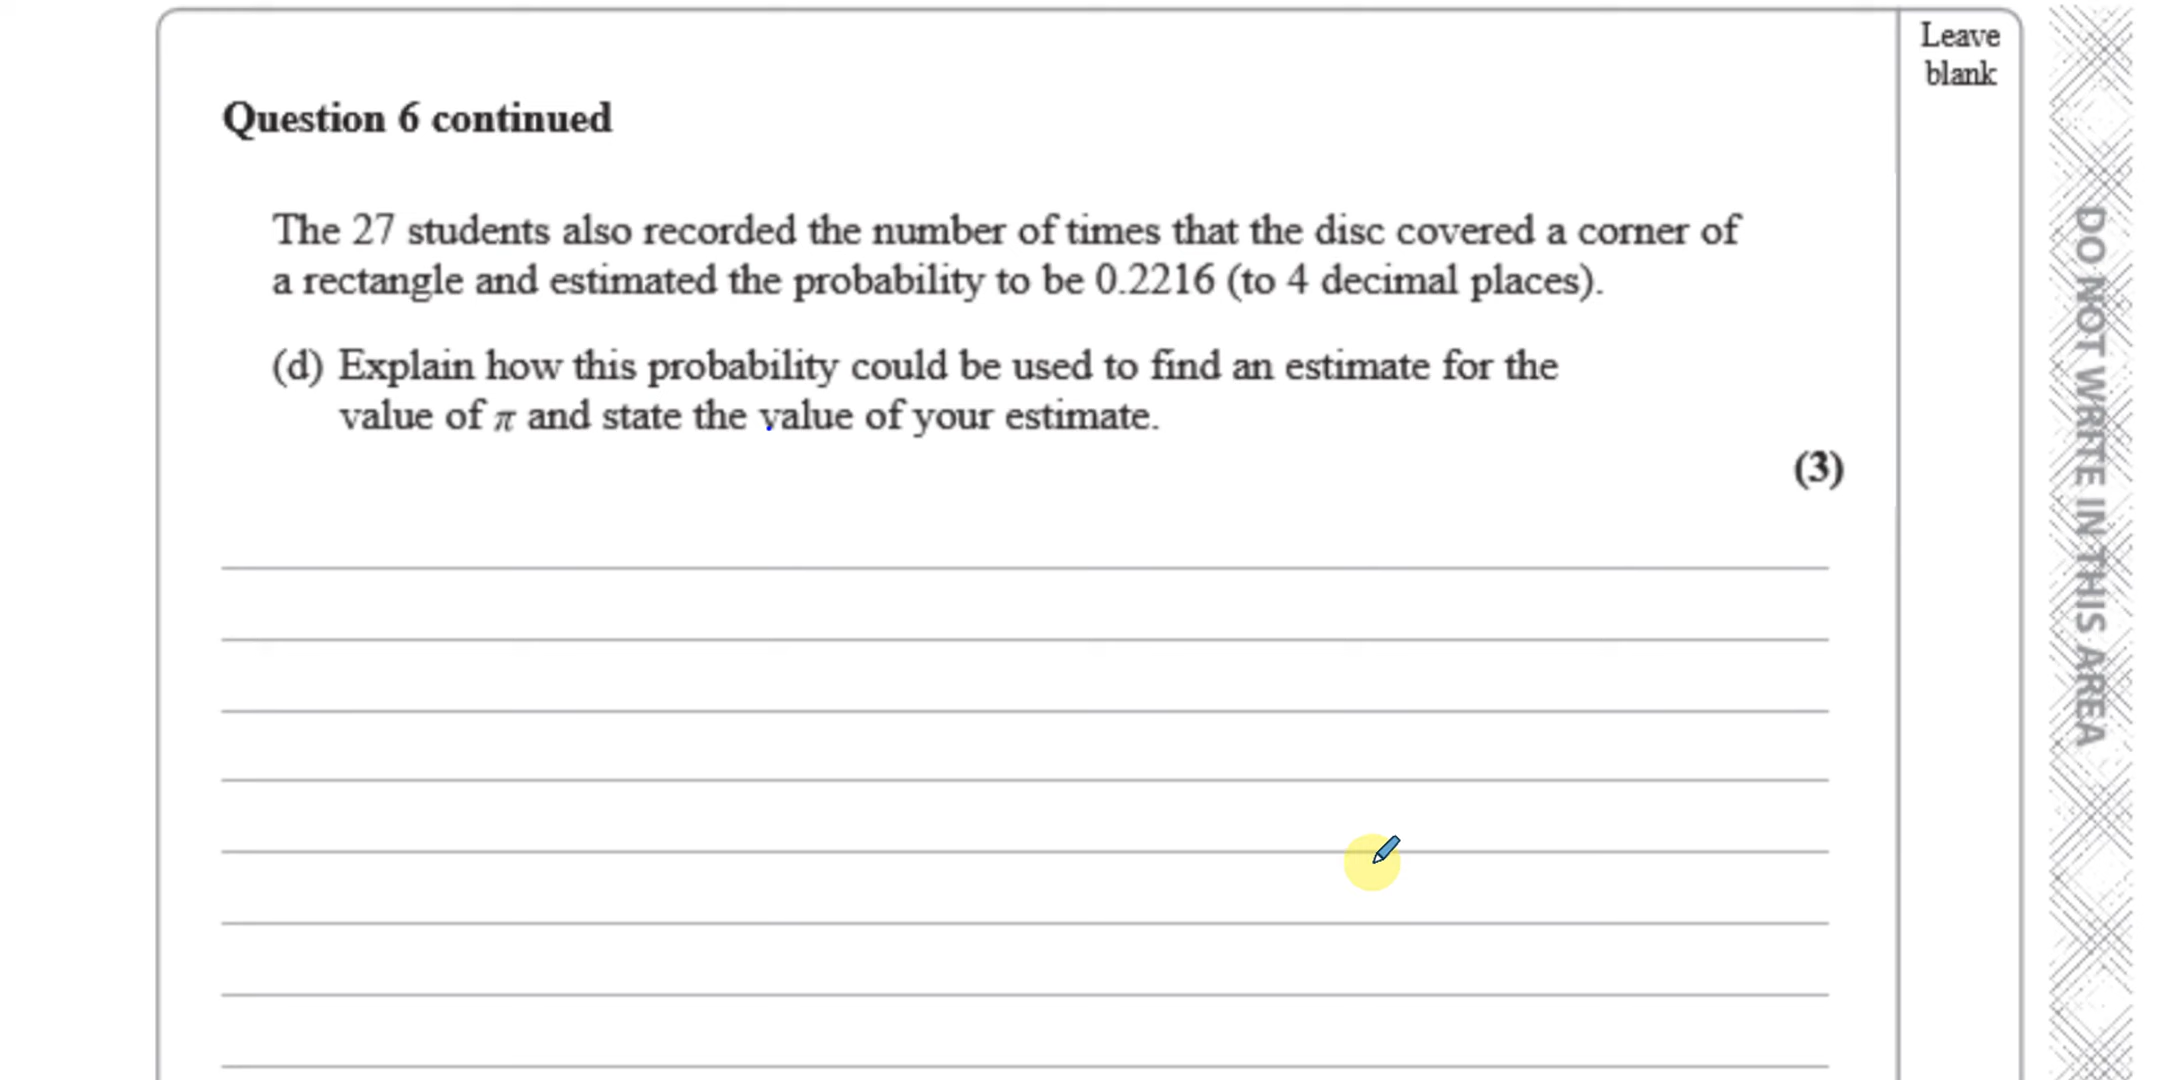 Leave
blank
Question 6 continued
The 27 students also recorded the number of times that the disc covered a corner of
a rectangle and estimated the probability to be 0.2216 (to 4 decimal places).
(d) Explain how this probability could be used to find an estimate for the
value of π and state the value of your estimate.
(3)
DO NOT WRITE IN THIS AREA